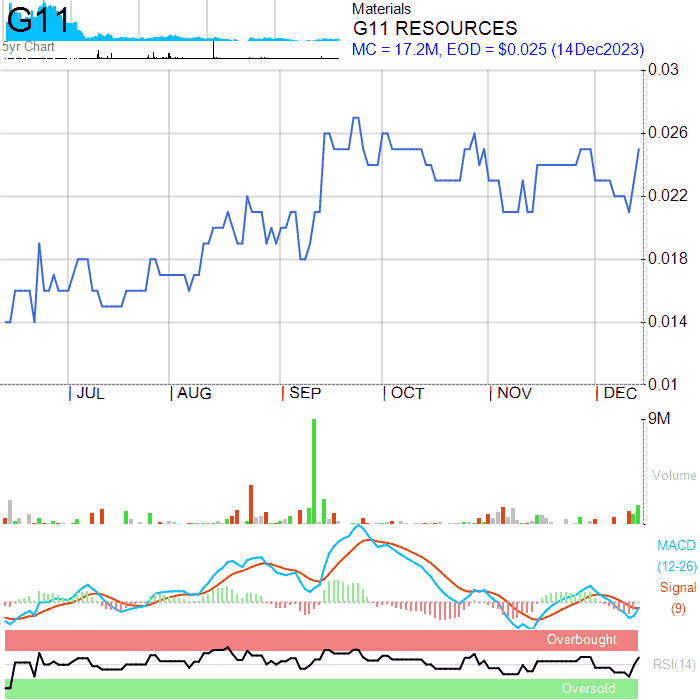 G11
5yr Chart
Materials
G11 RESOURCES
MC = 17.2M, EOD = $0.025 (14Dec2023)
0.03
0.026
0.022
0.018
0.014
0.01
JUL AUG SEP OCT NOV DEC
9M
Volume
MACD
(12-26)
Signal
(9)
Overbought
RSI(14)
Oversold